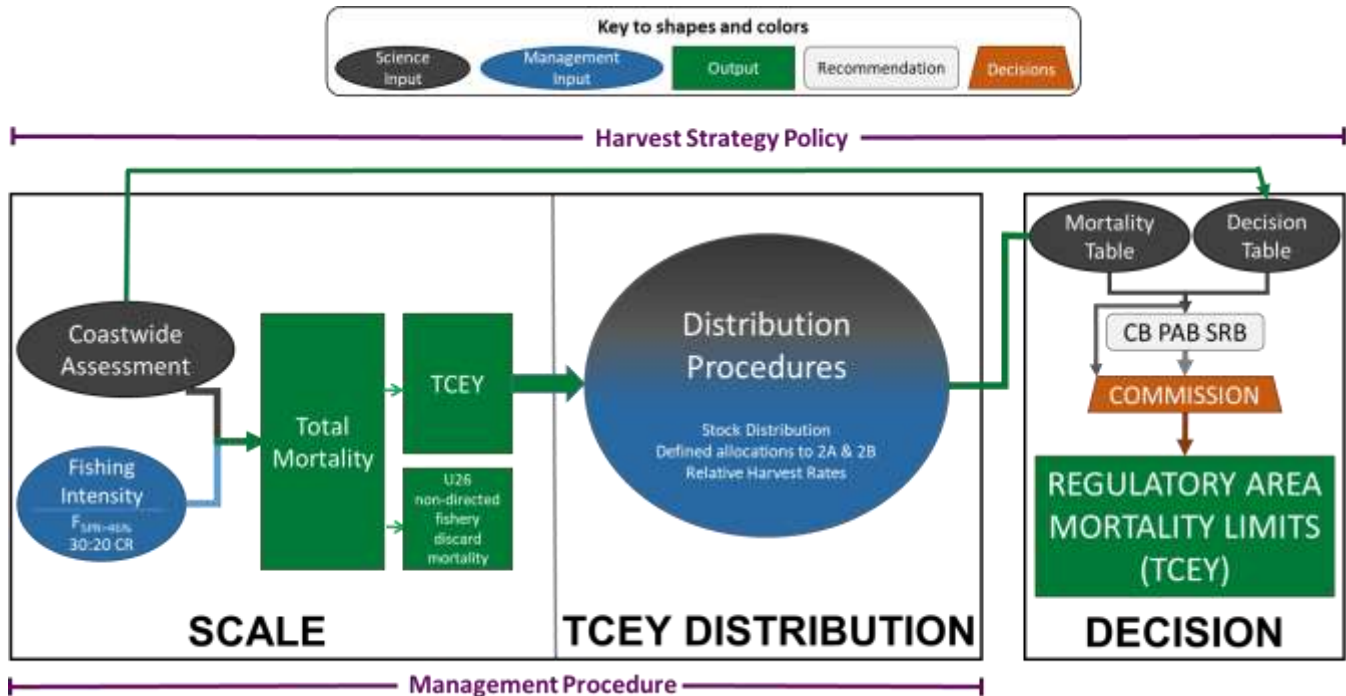 Key to shapes and colors
Science
Input
Management
Input
Output
Recommendation
Decisions
Harvest Strategy Policy
Coastwide
Assessment
Fishing
Intensity
30:20 CR
Total
Mortality
TCEY
U26
non-directed
fishery
discard
mortality
SCALE
Distribution
Procedures
Stock Distribution
Defined allocations to 2A & 2B
Relative Harvest Rates
TCEY DISTRIBUTION
Mortality
Table
Decision
Table
CB PAB SRB
COMMISSION
REGULATORY AREA
MORTALITY LIMITS
(TCEY)
DECISION
Management Procedure